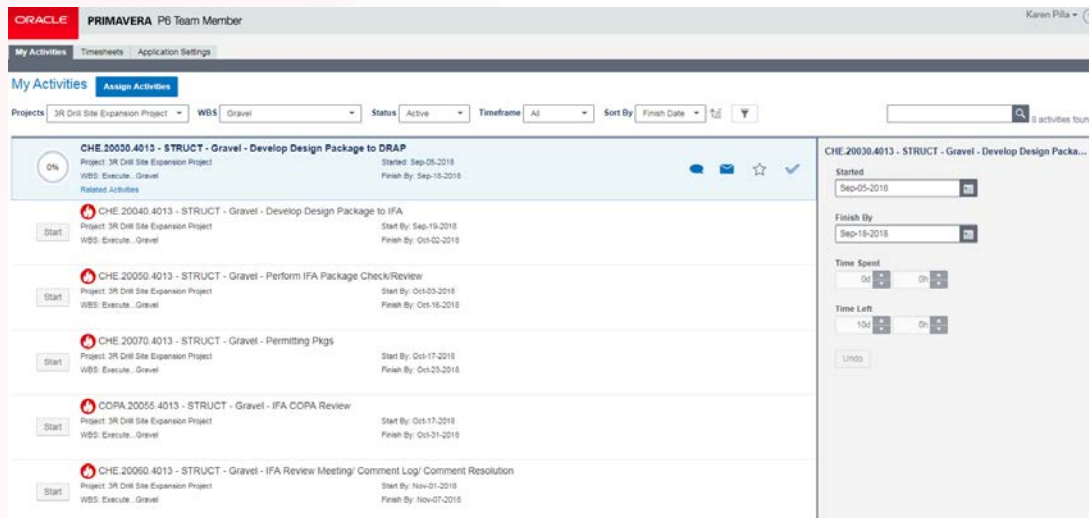 ORACLE PRIMAVERA P6 Team Member Karen Pilla
My Activities Timesheets Application Settings
My Activities Assign Activities
Projects 3R Drill Site Expansion Project WBS Gravel Status Active Timeframe All Sort By Finish Date
8 activities foun
CHE.20030.4013 - STRUCT - Gravel - Develop Design Package to DRAP
0%
Project: 3R Drill Site Expansion Project Started: Sep-05-2018
WBS: Execute...Gravel Finish By: Sep-18-2018
Related Activities
CHE.20040.4013 - STRUCT - Gravel - Develop Design Package to IFA
Start
Project: 3R Drill Site Expansion Project Start By: Sep-19-2018
WBS: Execute...Gravel Finish By: Oct-02-2018
CHE.20050.4013 - STRUCT - Gravel - Perform IFA Package Check/Review
Start
Project: 3R Drill Site Expansion Project Start By: Oct-03-2018
WBS: Execute...Gravel Finish By: Oct-16-2018
CHE.20070.4013 - STRUCT - Gravel - Permitting Pkgs
Start
Project: 3R Drill Site Expansion Project Start By: Oct-17-2018
WBS: Execute...Gravel Finish By: Oct-23-2018
COPA.20055.4013 - STRUCT - Gravel - IFA COPA Review
Start
Project: 3R Drill Site Expansion Project Start By: Oct-17-2018
WBS: Execute...Gravel Finish By: Oct-31-2018
CHE.20060.4013 - STRUCT - Gravel - IFA Review Meeting/ Comment Log/ Comment Resolution
Start
Project: 3R Drill Site Expansion Project Start By: Nov-01-2018
WBS: Execute...Gravel Finish By: Nov-07-2018
CHE.20030.4013 - STRUCT - Gravel - Develop Design Packa...
Started
Sep-05-2018
Finish By
Sep-18-2018
Time Spent
0d 0h
Time Left
10d 0h
Undo